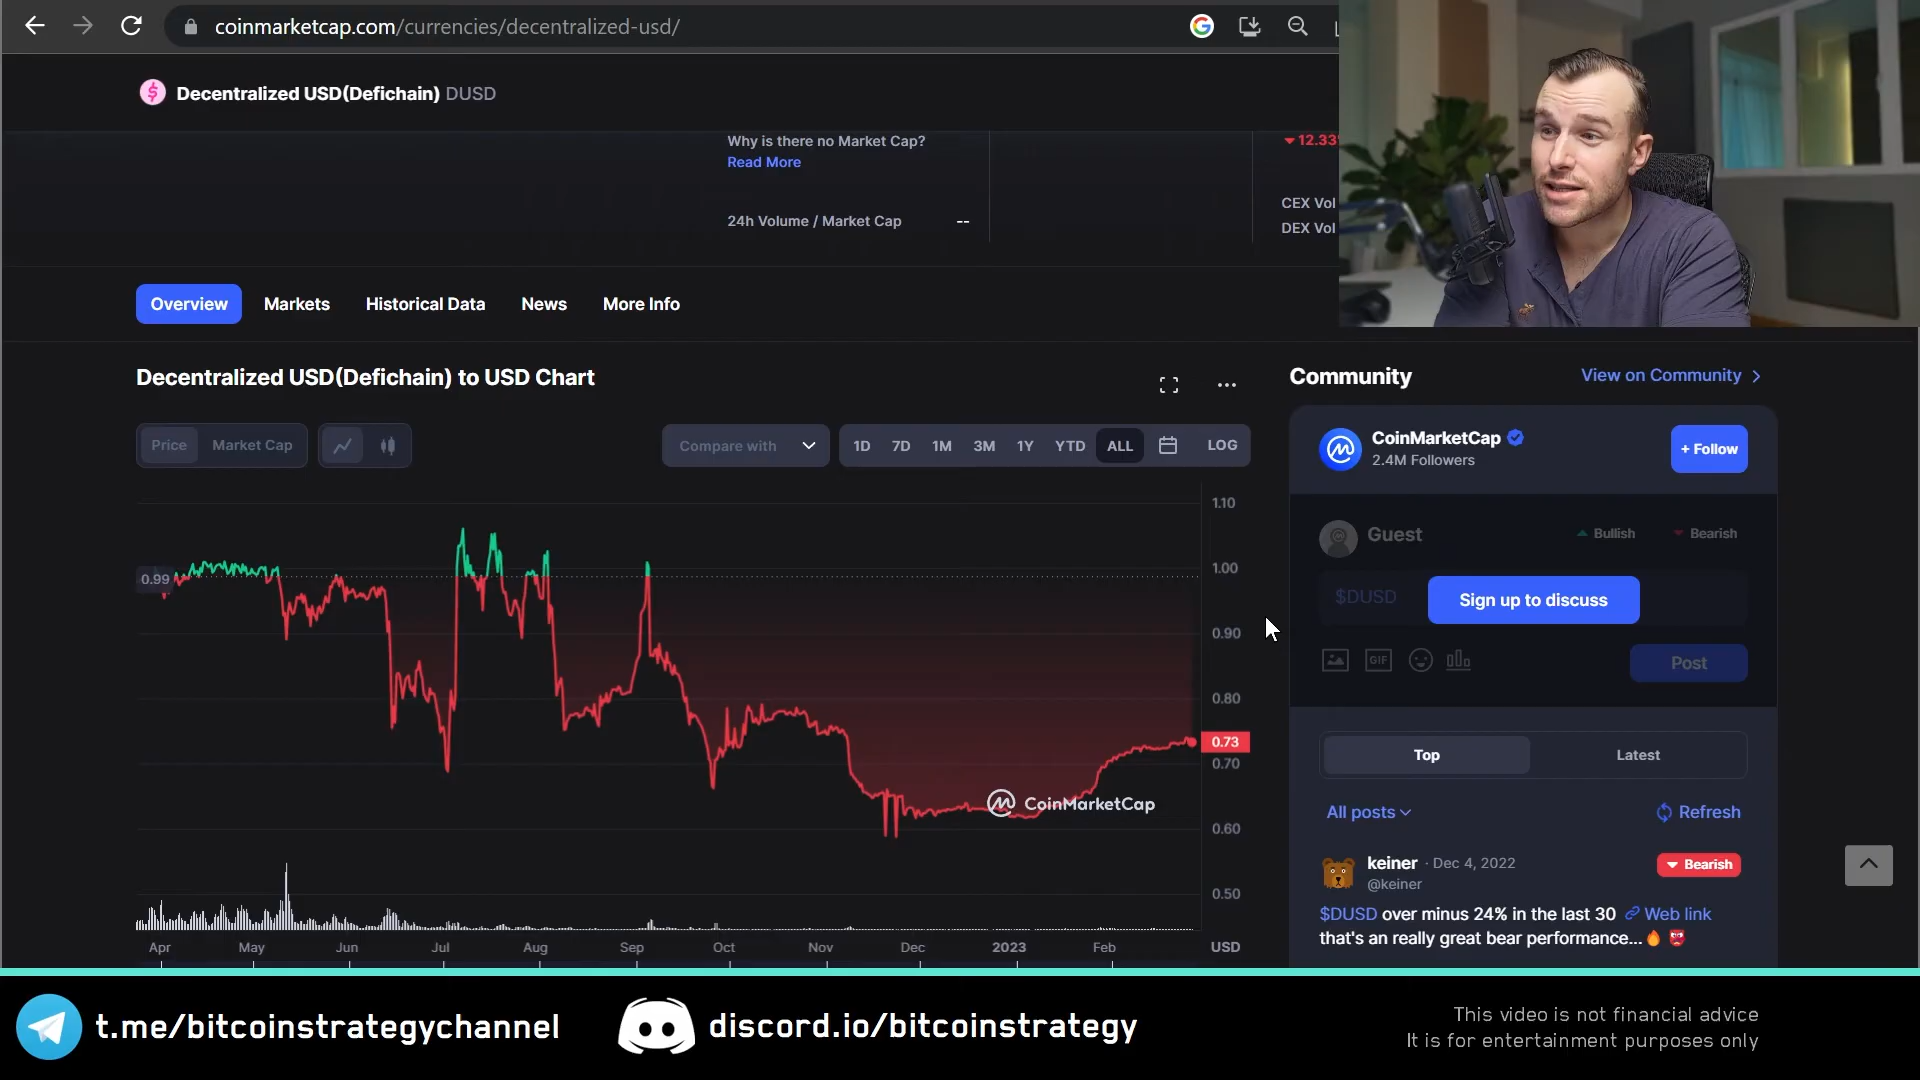 coinmarketcap.com/currencies/decentralized-usd/
Decentralized USD(Defichain) DUSD
Why is there no Market Cap?
Read More
12.33
24h Volume / Market Cap --
CEX Vol
DEX Vol
Overview Markets Historical Data News More Info
Decentralized USD(Defichain) to USD Chart
Price Market Cap
Compare with
1D 7D 1M 3M 1Y YTD ALL LOG
1.10
1.00
0.99
0.90
0.80
0.73
0.70
0.60
0.50
CoinMarketCap
Apr May Jun Jul Aug Sep Oct Nov Dec 2023 Feb USD
Community View on Community
CoinMarketCap
2.4M Followers
+ Follow
Guest Bullish Bearish
$DUSD
Sign up to discuss
GIF
Post
Top Latest
All posts Refresh
keiner · Dec 4, 2022 Bearish
@keiner
$DUSD over minus 24% in the last 30 Web link
that's an really great bear performance...
t.me/bitcoinstrategychannel
discord.io/bitcoinstrategy
This video is not financial advice
It is for entertainment purposes only